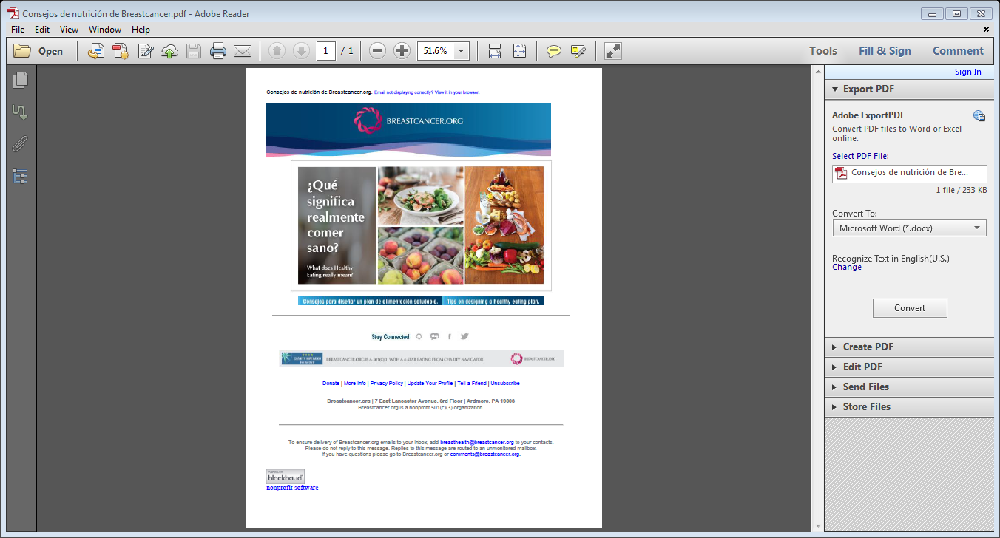 Consejos de nutrición de Breastcancer.pdf - Adobe Reader
File Edit View Window Help
Open 1 / 1 51.6% Tools Fill & Sign Comment
Sign In
Consejos de nutrición de Breastcancer.org. Email not displaying correctly? View it in your browser.
BREASTCANCER.ORG
¿Qué
significa
realmente
comer
sano?
What does Healthy
Eating really mean?
Consejos para diseñar un plan de alimentación saludable. Tips on designing a healthy eating plan.
Stay Connected
BREASTCANCER.ORG IS A 501(C)(3) WITH A 4-STAR RATING FROM CHARITY NAVIGATOR. BREASTCANCER.ORG
Donate | More Info | Privacy Policy | Update Your Profile | Tell a Friend | Unsubscribe
Breastcancer.org | 7 East Lancaster Avenue, 3rd Floor | Ardmore, PA 19003
Breastcancer.org is a nonprofit 501(c)(3) organization.
To ensure delivery of Breastcancer.org emails to your inbox, add breasthealth@breastcancer.org to your contacts.
Please do not reply to this message. Replies to this message are routed to an unmonitored mailbox.
If you have questions please go to Breastcancer.org or comments@breastcancer.org.
blackbaud
nonprofit software
Export PDF
Adobe ExportPDF
Convert PDF files to Word or Excel
online.
Select PDF File:
Consejos de nutrición de Bre...
1 file / 233 KB
Convert To:
Microsoft Word (*.docx)
Recognize Text in English(U.S.)
Change
Convert
Create PDF
Edit PDF
Send Files
Store Files